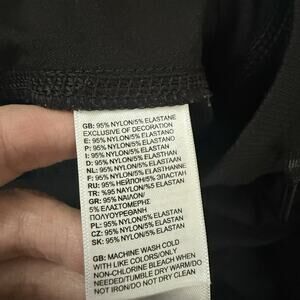 GB: 95% NYLON/5% ELASTANE
EXCLUSIVE OF DECORATION
E: 95% NYLON/5% ELASTANO
P: 95% NYLON/5% ELASTANO
I: 95% NYLON/5% ELASTAN
D: 95% NYLON/5% ELASTHAN
NL: 95% NYLON/5% ELASTAAN
F: 95% NYLON/5% ELASTHANNE
RU: 95% НЕЙЛОН/5% ЭЛАСТАН
TR: %95 NAYLON/%5 ELASTAN
GR: 95% ΝΑΙΛΟΝ/
5% ΕΛΑΣΤΟΜΕΡΗΣ
ΠΟΛΥΟΥΡΕΘΑΝΗ
PL: 95% NYLON/5% ELASTAN
CZ: 95% NYLON/5% ELASTAN
SK: 95% NYLON/5% ELASTAN
GB: MACHINE WASH COLD
WITH LIKE COLORS/ONLY
NON-CHLORINE BLEACH WHEN
NEEDED/TUMBLE DRY WARM/DO
NOT IRON/DO NOT DRY CLEAN